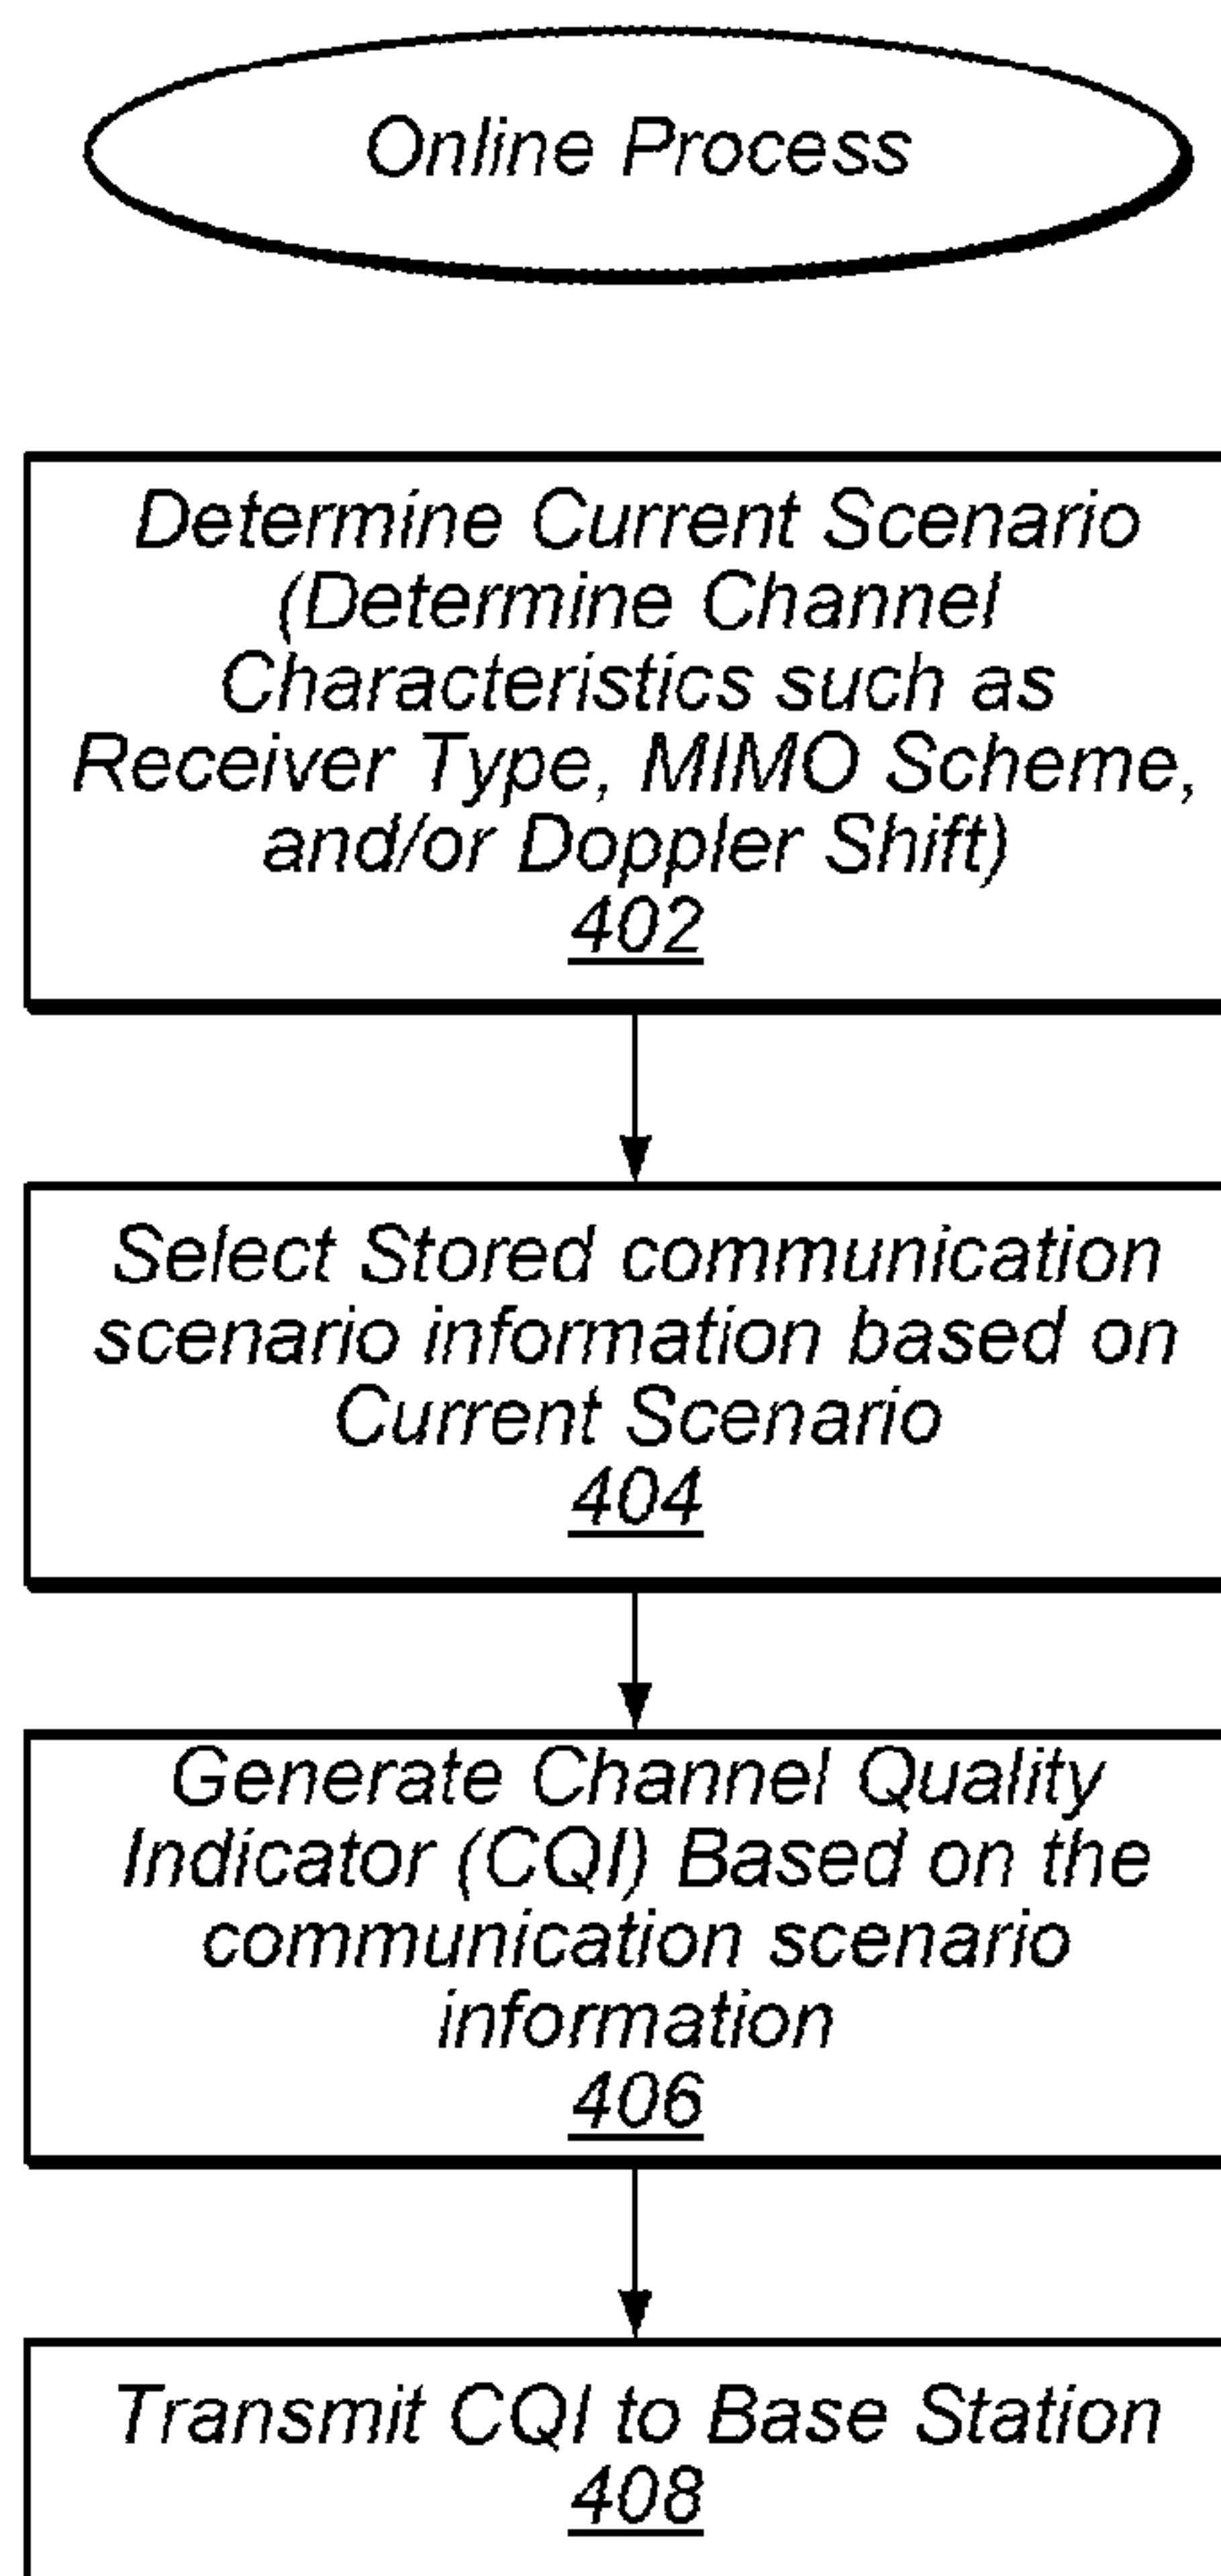 Online Process
Determine Current Scenario
(Determine Channel
Characteristics such as
Receiver Type, MIMO Scheme,
and/or Doppler Shift)
402
Select Stored communication
scenario information based on
Current Scenario
404
Generate Channel Quality
Indicator (CQI) Based on the
communication scenario
information
406
Transmit CQI to Base Station
408